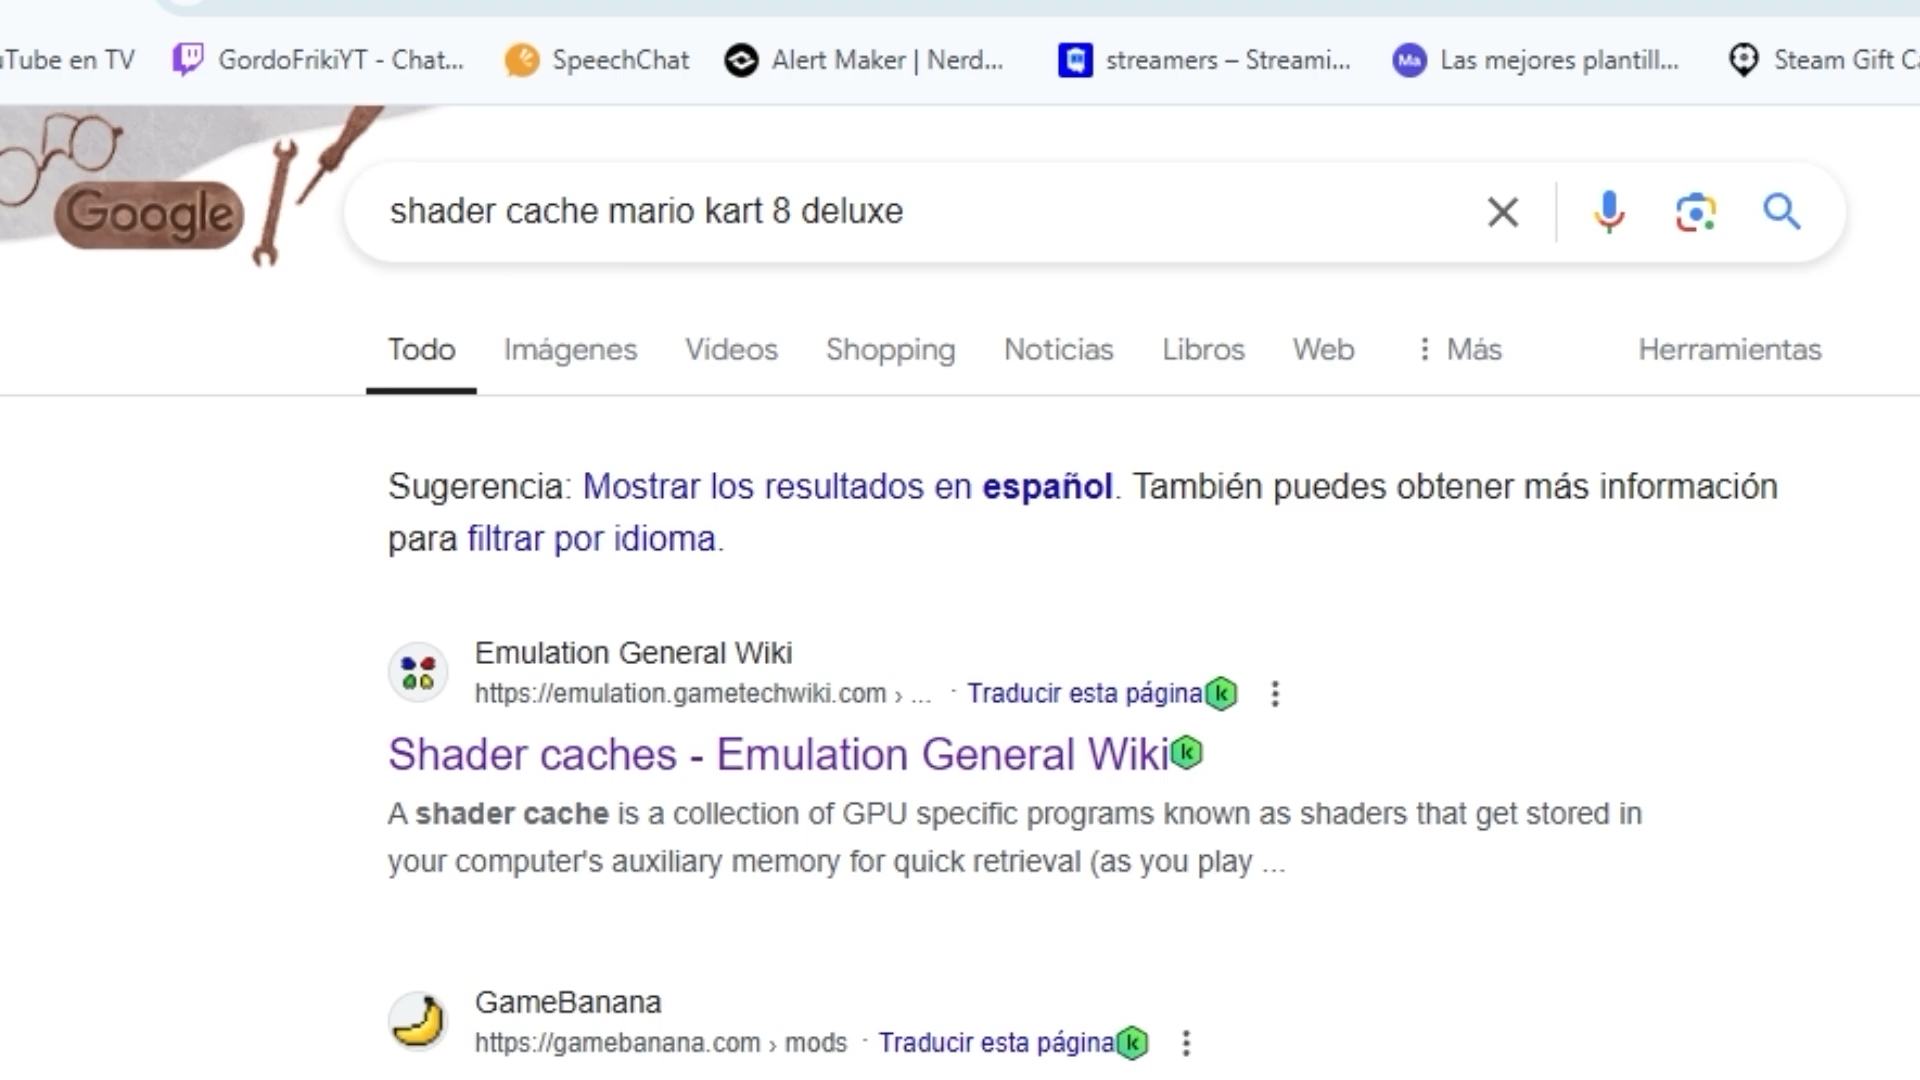 uTube en TV GordoFrikiYT - Chat... SpeechChat Alert Maker | Nerd... streamers – Streami... Ma Las mejores plantill... Steam Gift Ca
Google shader cache mario kart 8 deluxe
Todo Imágenes Videos Shopping Noticias Libros Web Más Herramientas
Sugerencia: Mostrar los resultados en español. También puedes obtener más información
para filtrar por idioma.
Emulation General Wiki
https://emulation.gametechwiki.com › ... · Traducir esta página k
Shader caches - Emulation General Wiki k
A shader cache is a collection of GPU specific programs known as shaders that get stored in
your computer's auxiliary memory for quick retrieval (as you play ...
GameBanana
https://gamebanana.com › mods · Traducir esta página k